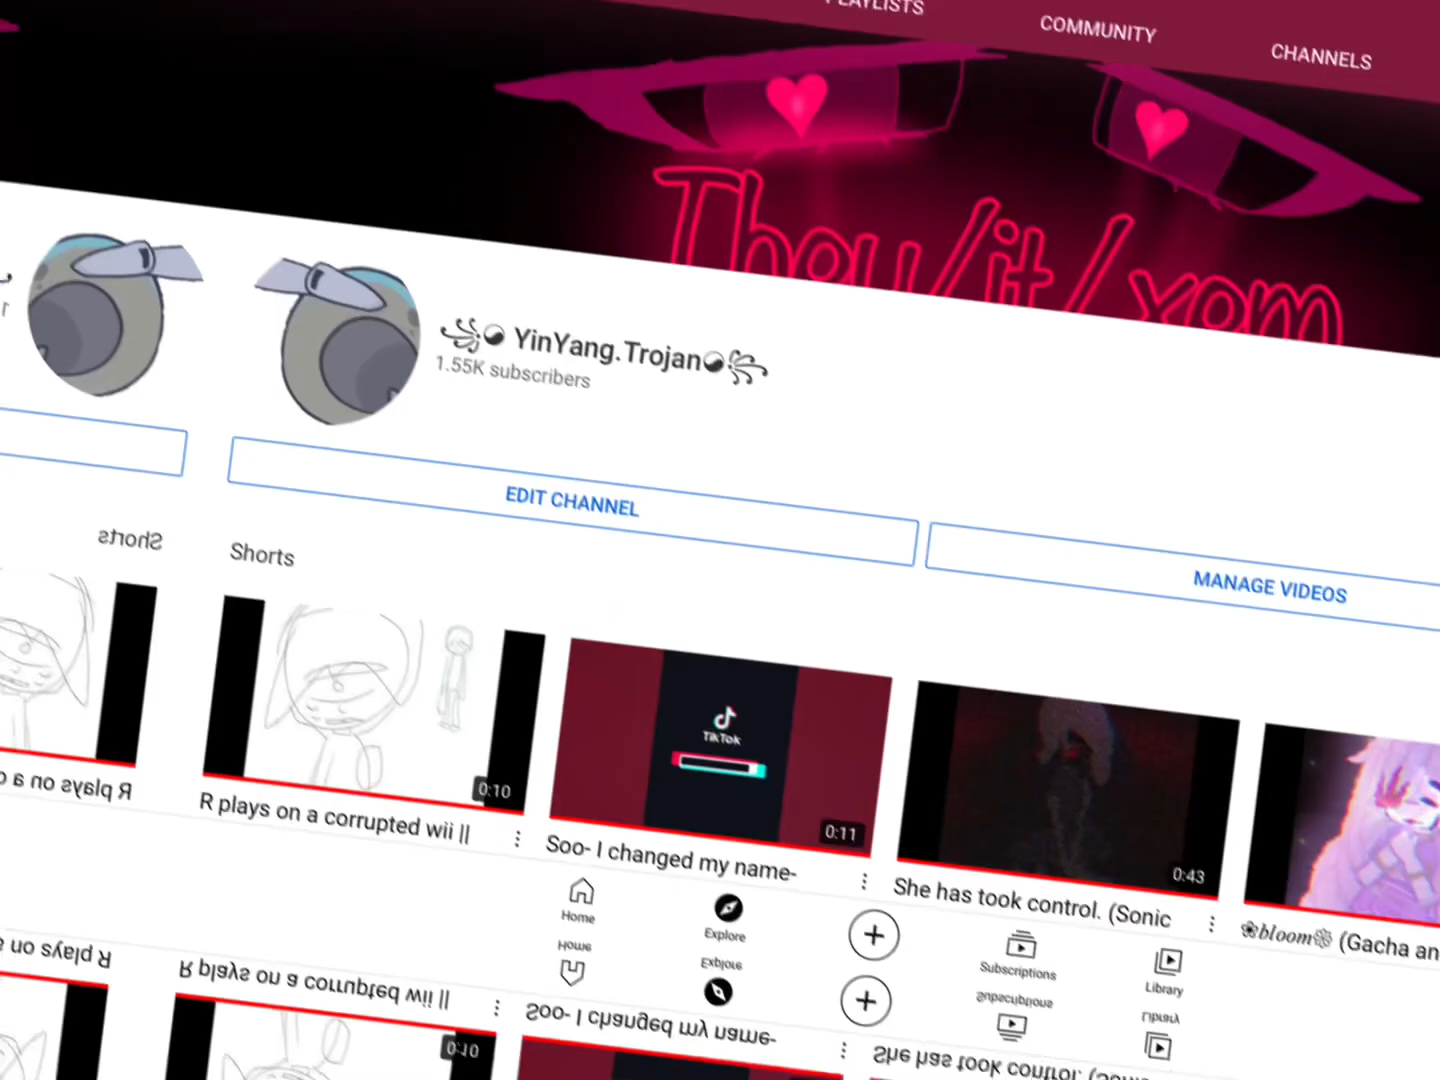 PLAYLISTS
COMMUNITY
CHANNELS
They/it/xem
YinYang.Trojan
1.55K subscribers
EDIT CHANNEL
MANAGE VIDEOS
Shorts
Shorts
TikTok
0:10
0:11
0:43
R plays on a
R plays on a corrupted wii ||
Soo- I changed my name-
She has took control. (Sonic
❀bloom❀ (Gacha an
Home
Explore
Subscriptions
Library
Home
Explore
Subscriptions
Library
R plays on
R plays on a corrupted wii ||
Soo- I changed my name-
She has took control.
0:10